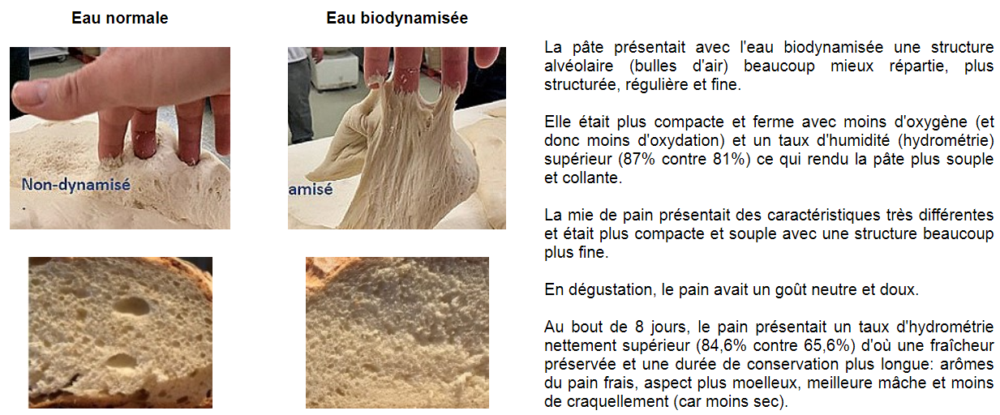 Eau normale
Eau biodynamisée
Non-dynamisé
amisé
La pâte présentait avec l'eau biodynamisée une structure
alvéolaire (bulles d'air) beaucoup mieux répartie, plus
structurée, régulière et fine.
Elle était plus compacte et ferme avec moins d'oxygène (et
donc moins d'oxydation) et un taux d'humidité (hydrométrie)
supérieur (87% contre 81%) ce qui rendu la pâte plus souple
et collante.
La mie de pain présentait des caractéristiques très différentes
et était plus compacte et souple avec une structure beaucoup
plus fine.
En dégustation, le pain avait un goût neutre et doux.
Au bout de 8 jours, le pain présentait un taux d'hydrométrie
nettement supérieur (84,6% contre 65,6%) d'où une fraîcheur
préservée et une durée de conservation plus longue: arômes
du pain frais, aspect plus moelleux, meilleure mâche et moins
de craquellement (car moins sec).